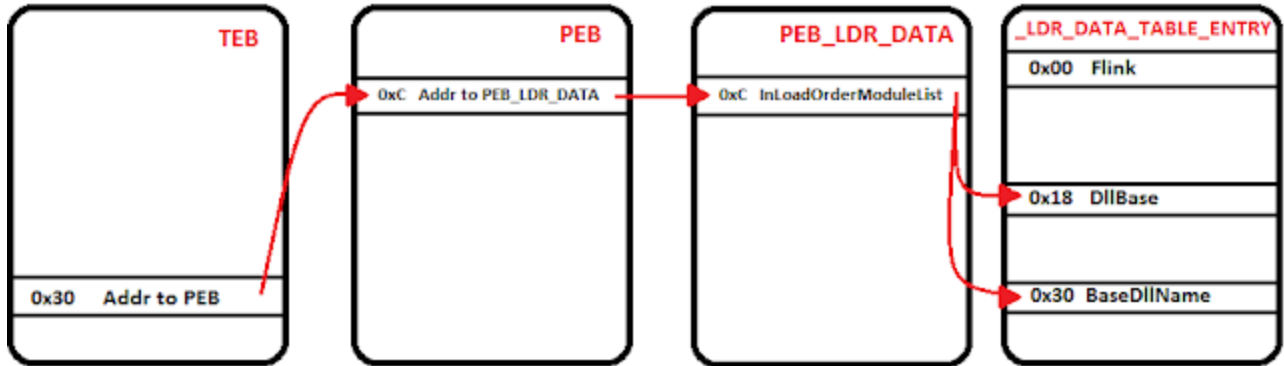 TEB
0x30 Addr to PEB
PEB
0xC Addr to PEB_LDR_DATA
PEB_LDR_DATA
0xC InLoadOrderModuleList
_LDR_DATA_TABLE_ENTRY
0x00 Flink
0x18 DllBase
0x30 BaseDllName